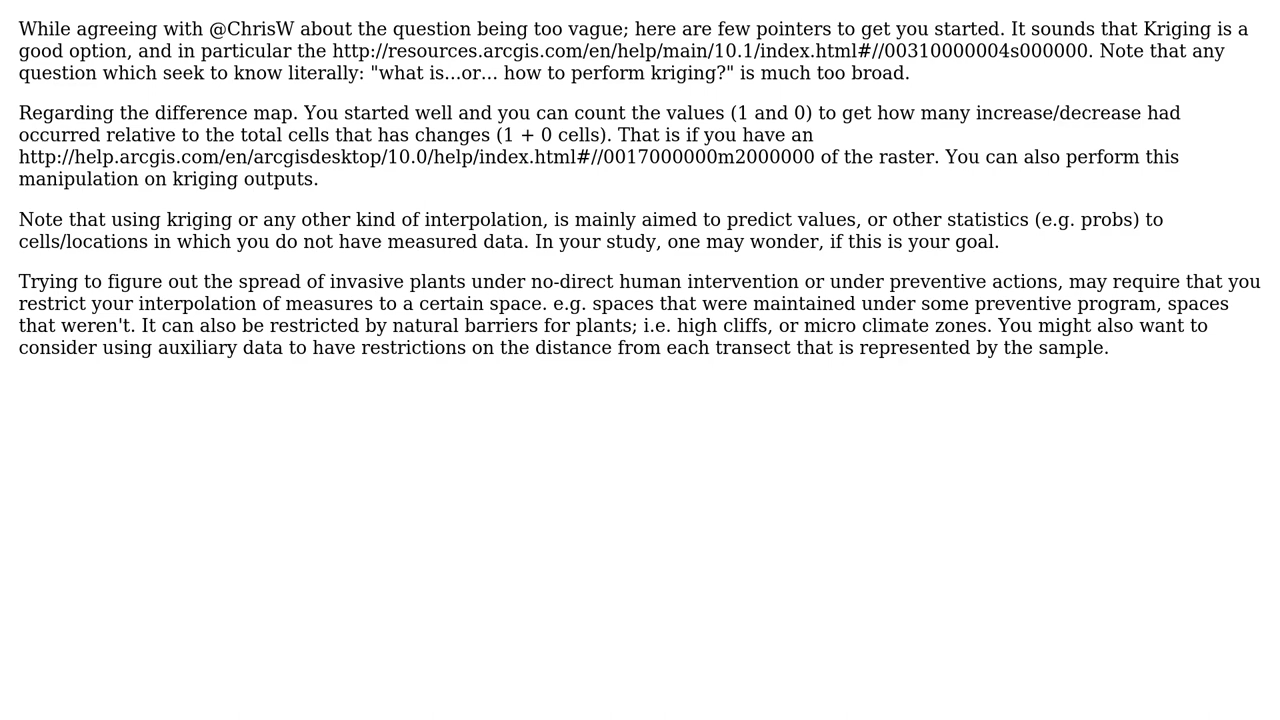 While agreeing with @ChrisW about the question being too vague; here are few pointers to get you started. It sounds that Kriging is a
good option, and in particular the http://resources.arcgis.com/en/help/main/10.1/index.html#//00310000004s000000. Note that any
question which seek to know literally: "what is...or... how to perform kriging?" is much too broad.
Regarding the difference map. You started well and you can count the values (1 and 0) to get how many increase/decrease had
occurred relative to the total cells that has changes (1 + 0 cells). That is if you have an
http://help.arcgis.com/en/arcgisdesktop/10.0/help/index.html#//0017000000m2000000 of the raster. You can also perform this
manipulation on kriging outputs.
Note that using kriging or any other kind of interpolation, is mainly aimed to predict values, or other statistics (e.g. probs) to
cells/locations in which you do not have measured data. In your study, one may wonder, if this is your goal.
Trying to figure out the spread of invasive plants under no-direct human intervention or under preventive actions, may require that you
restrict your interpolation of measures to a certain space. e.g. spaces that were maintained under some preventive program, spaces
that weren't. It can also be restricted by natural barriers for plants; i.e. high cliffs, or micro climate zones. You might also want to
consider using auxiliary data to have restrictions on the distance from each transect that is represented by the sample.